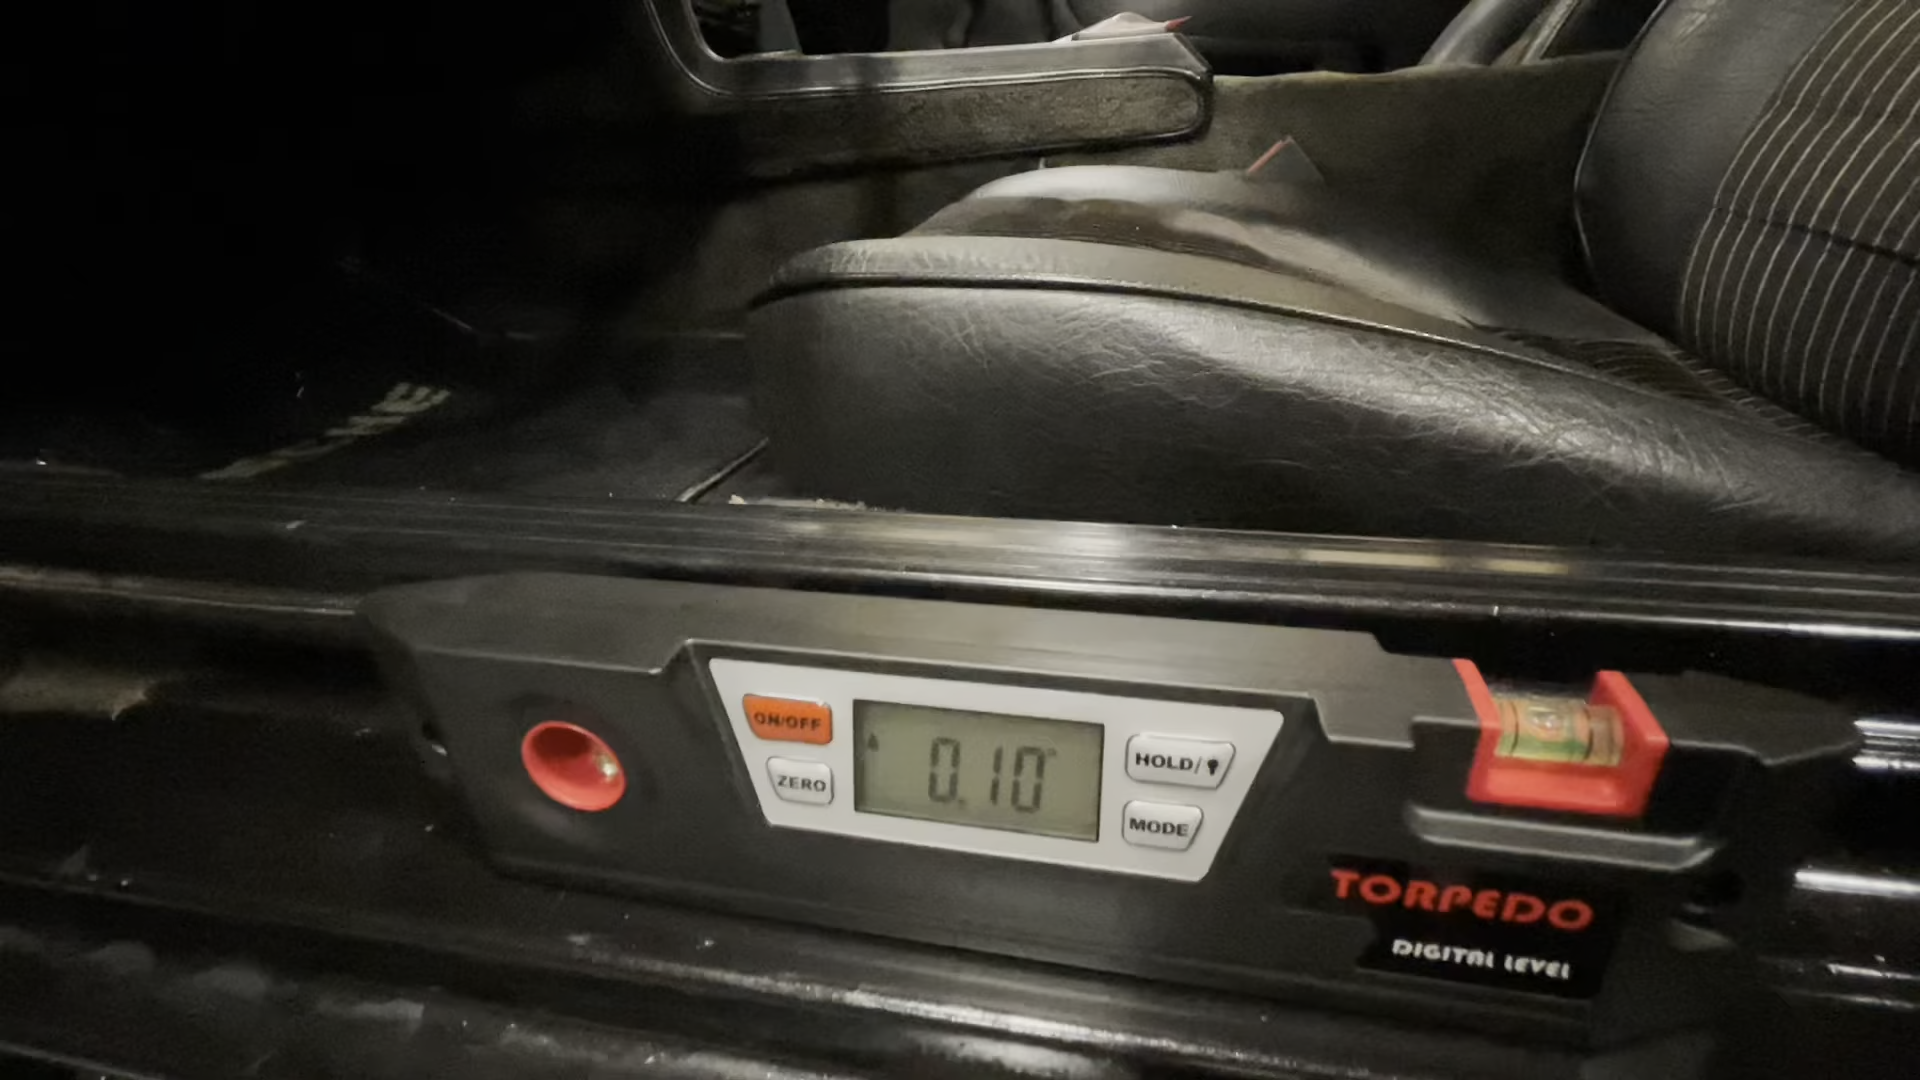 ON/OFF
ZERO
0.10°
HOLD/
MODE
TORPEDO
DIGITAL LEVEL